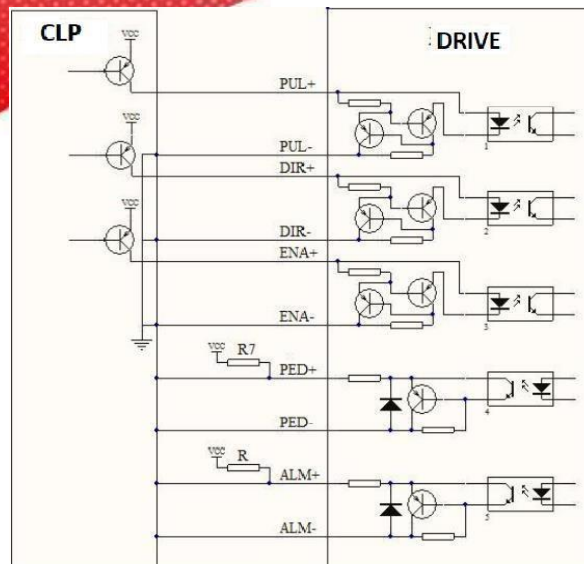 CLP
DRIVE
VCC
PUL+
PUL-
1
VCC
DIR+
DIR-
2
VCC
ENA+
ENA-
3
VCC
R7
PED+
PED-
4
VCC
R
ALM+
ALM-
5